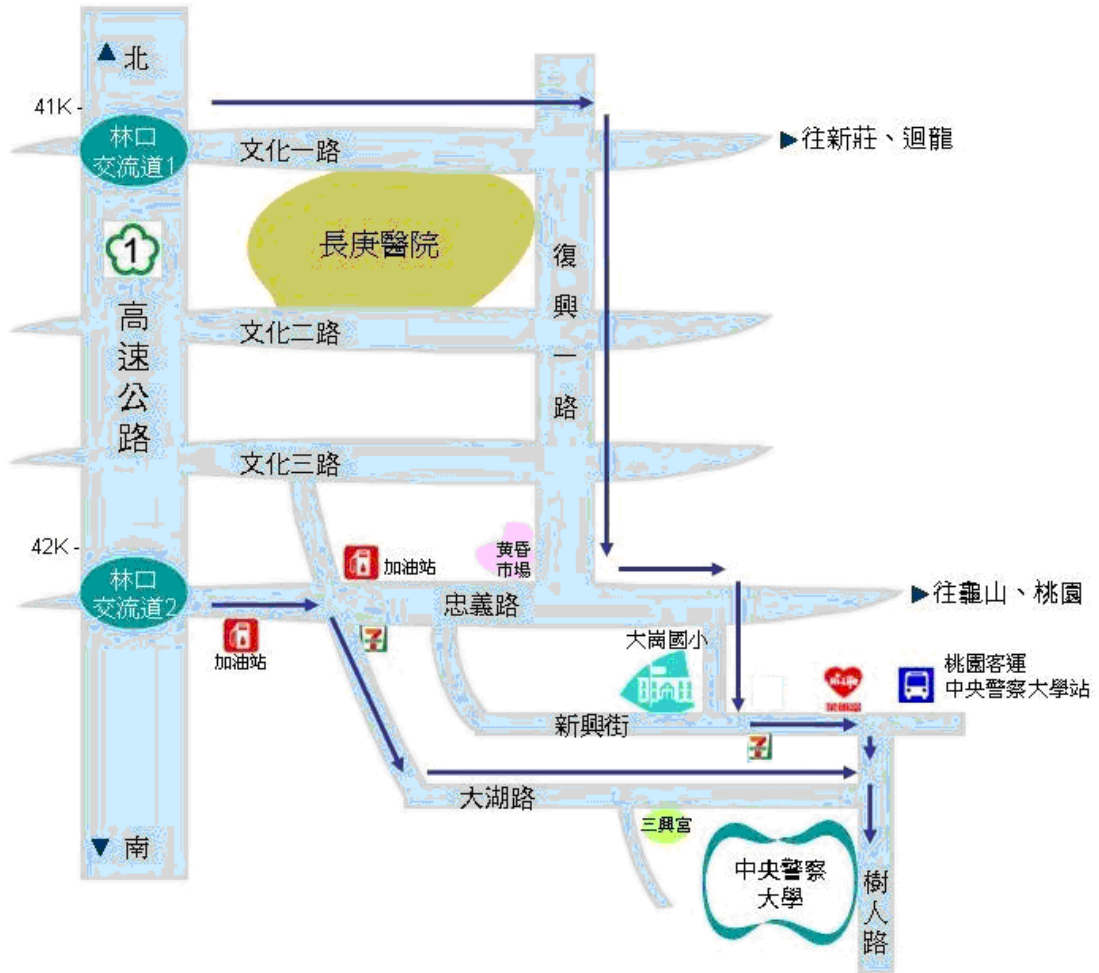 北
41K
林口
交流道1
文化一路
往新莊、迴龍
長庚醫院
1
高速公路
復興一路
文化二路
文化三路
42K
林口
交流道2
加油站
黃昏
市場
忠義路
往龜山、桃園
加油站
7
大崗國小
Hi-Life
桃園客運
中央警察大學站
新興街
7
大湖路
三興宮
南
中央警察
大學
樹人路